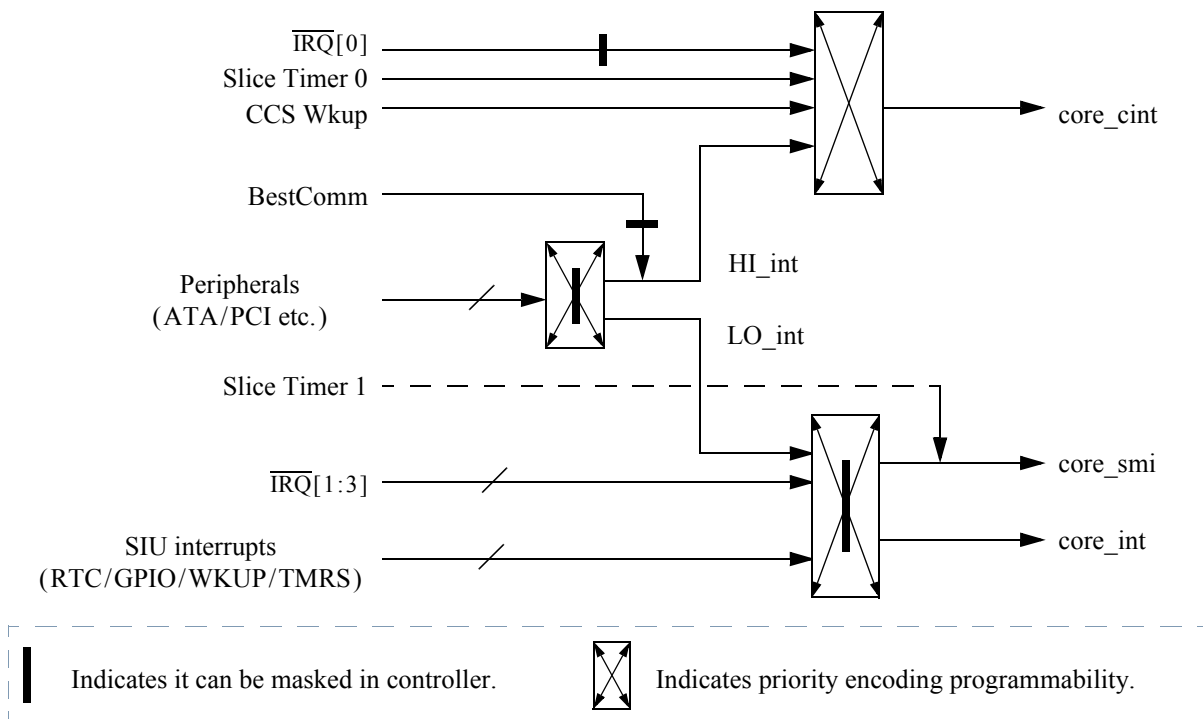 IRQ[0]
Slice Timer 0
CCS Wkup
core_cint
BestComm
HI_int
Peripherals
(ATA/PCI etc.)
LO_int
Slice Timer 1
core_smi
IRQ[1:3]
SIU interrupts
(RTC/GPIO/WKUP/TMRS)
core_int
Indicates it can be masked in controller.
Indicates priority encoding programmability.